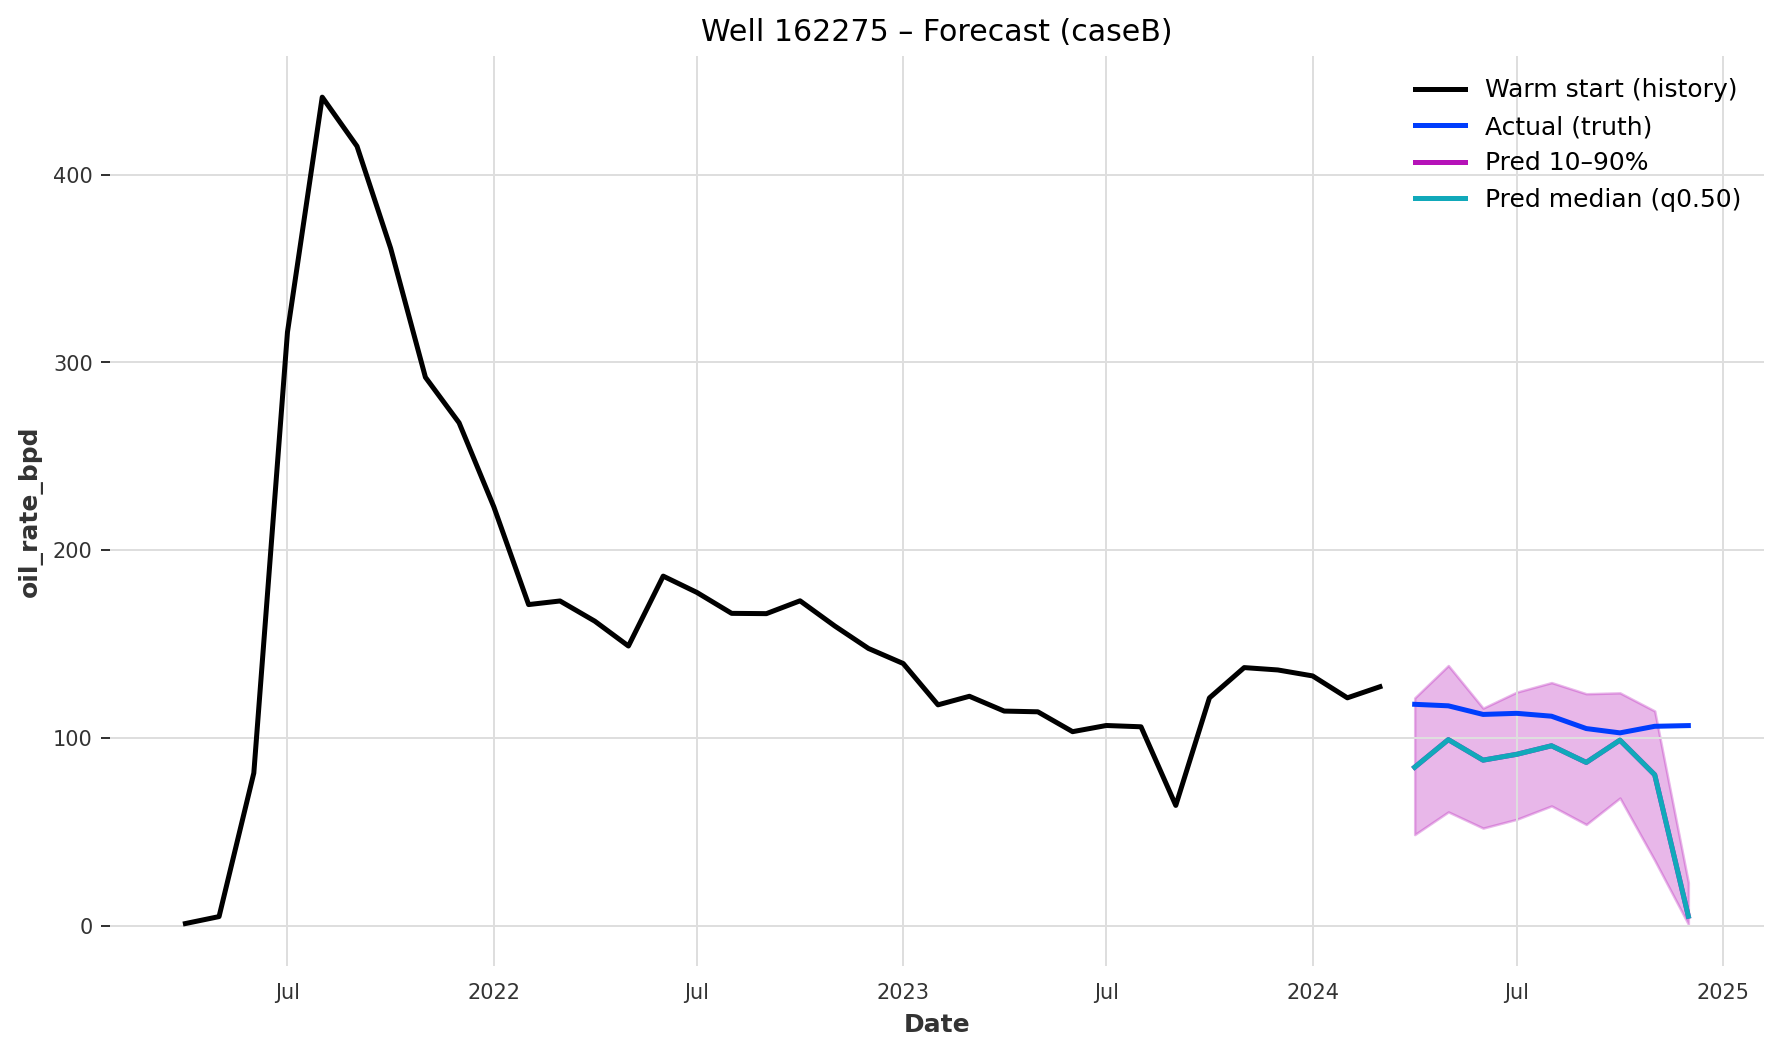 Well 162275 – Forecast (caseB)
Warm start (history)
Actual (truth)
Pred 10–90%
Pred median (q0.50)
400
300
200
100
0
oil_rate_bpd
Jul
2022
Jul
2023
Jul
2024
Jul
2025
Date